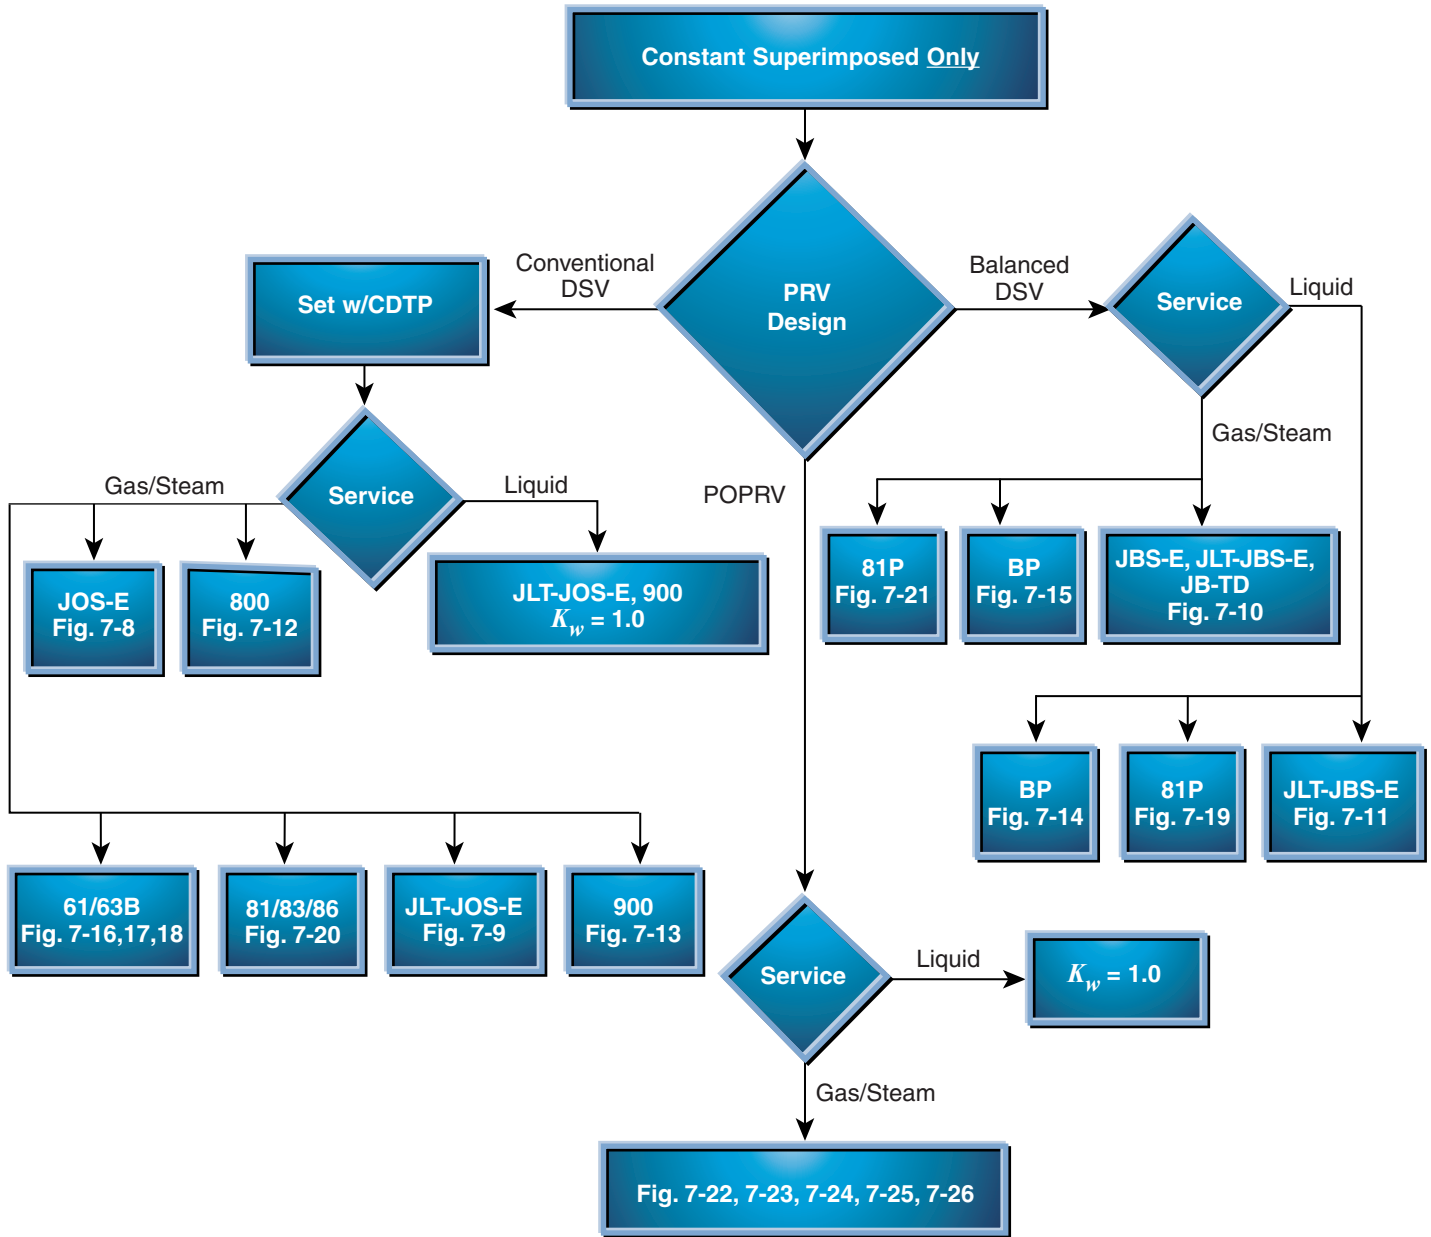 Constant Superimposed Only
PRV
Design
Conventional
DSV
Set w/CDTP
Balanced
DSV
Service
Liquid
Gas/Steam
81P
Fig. 7-21
BP
Fig. 7-15
JBS-E, JLT-JBS-E,
JB-TD
Fig. 7-10
BP
Fig. 7-14
81P
Fig. 7-19
JLT-JBS-E
Fig. 7-11
Service
Gas/Steam
Liquid
JOS-E
Fig. 7-8
800
Fig. 7-12
JLT-JOS-E, 900
Kw = 1.0
61/63B
Fig. 7-16,17,18
81/83/86
Fig. 7-20
JLT-JOS-E
Fig. 7-9
900
Fig. 7-13
POPRV
Service
Liquid
Kw = 1.0
Gas/Steam
Fig. 7-22, 7-23, 7-24, 7-25, 7-26